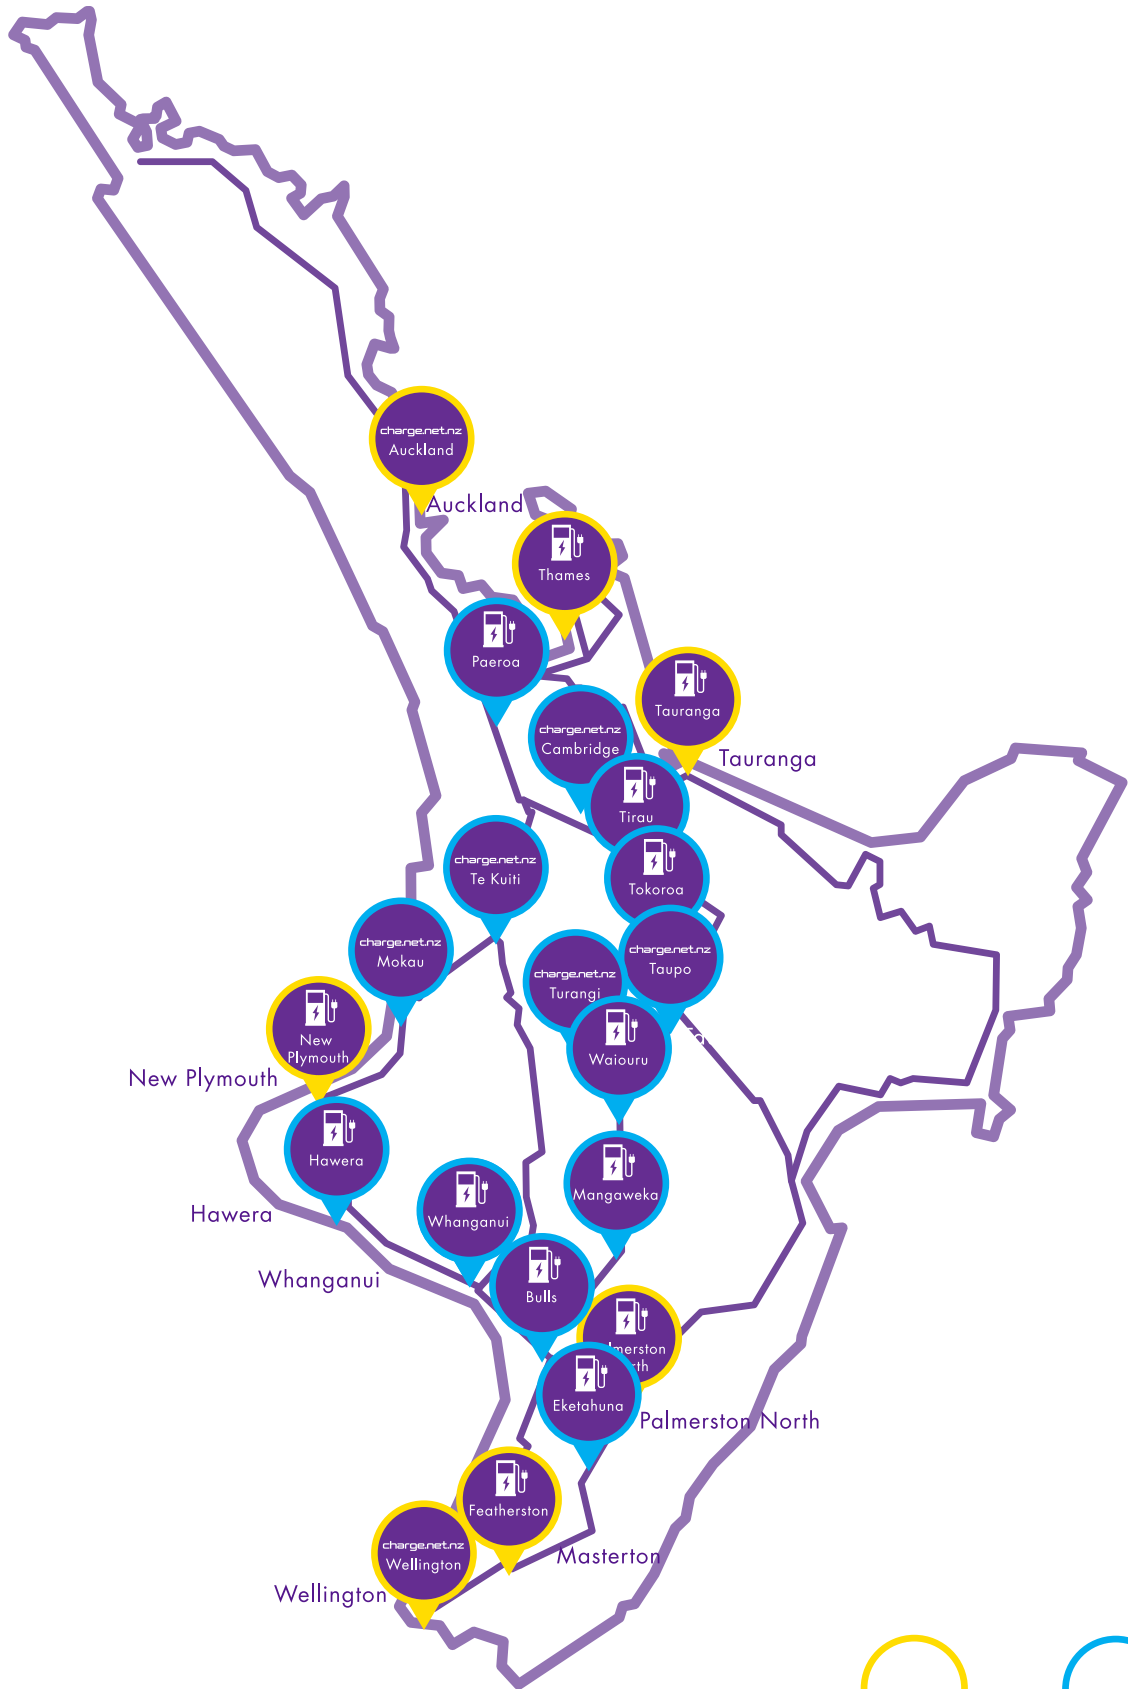 charge.net.nz
Auckland
Auckland
Thames
Paeroa
Tauranga
charge.net.nz
Cambridge
Tauranga
Tirau
charge.net.nz
Te Kuiti
Tokoroa
charge.net.nz
Mokau
charge.net.nz
Taupo
charge.net.nz
Turangi
New
Plymouth
Waiouru
New Plymouth
Hawera
Mangaweka
Hawera
Whanganui
Whanganui
Bulls
lmerston
rth
Eketahuna
Palmerston North
Featherston
charge.net.nz
Wellington
Masterton
Wellington